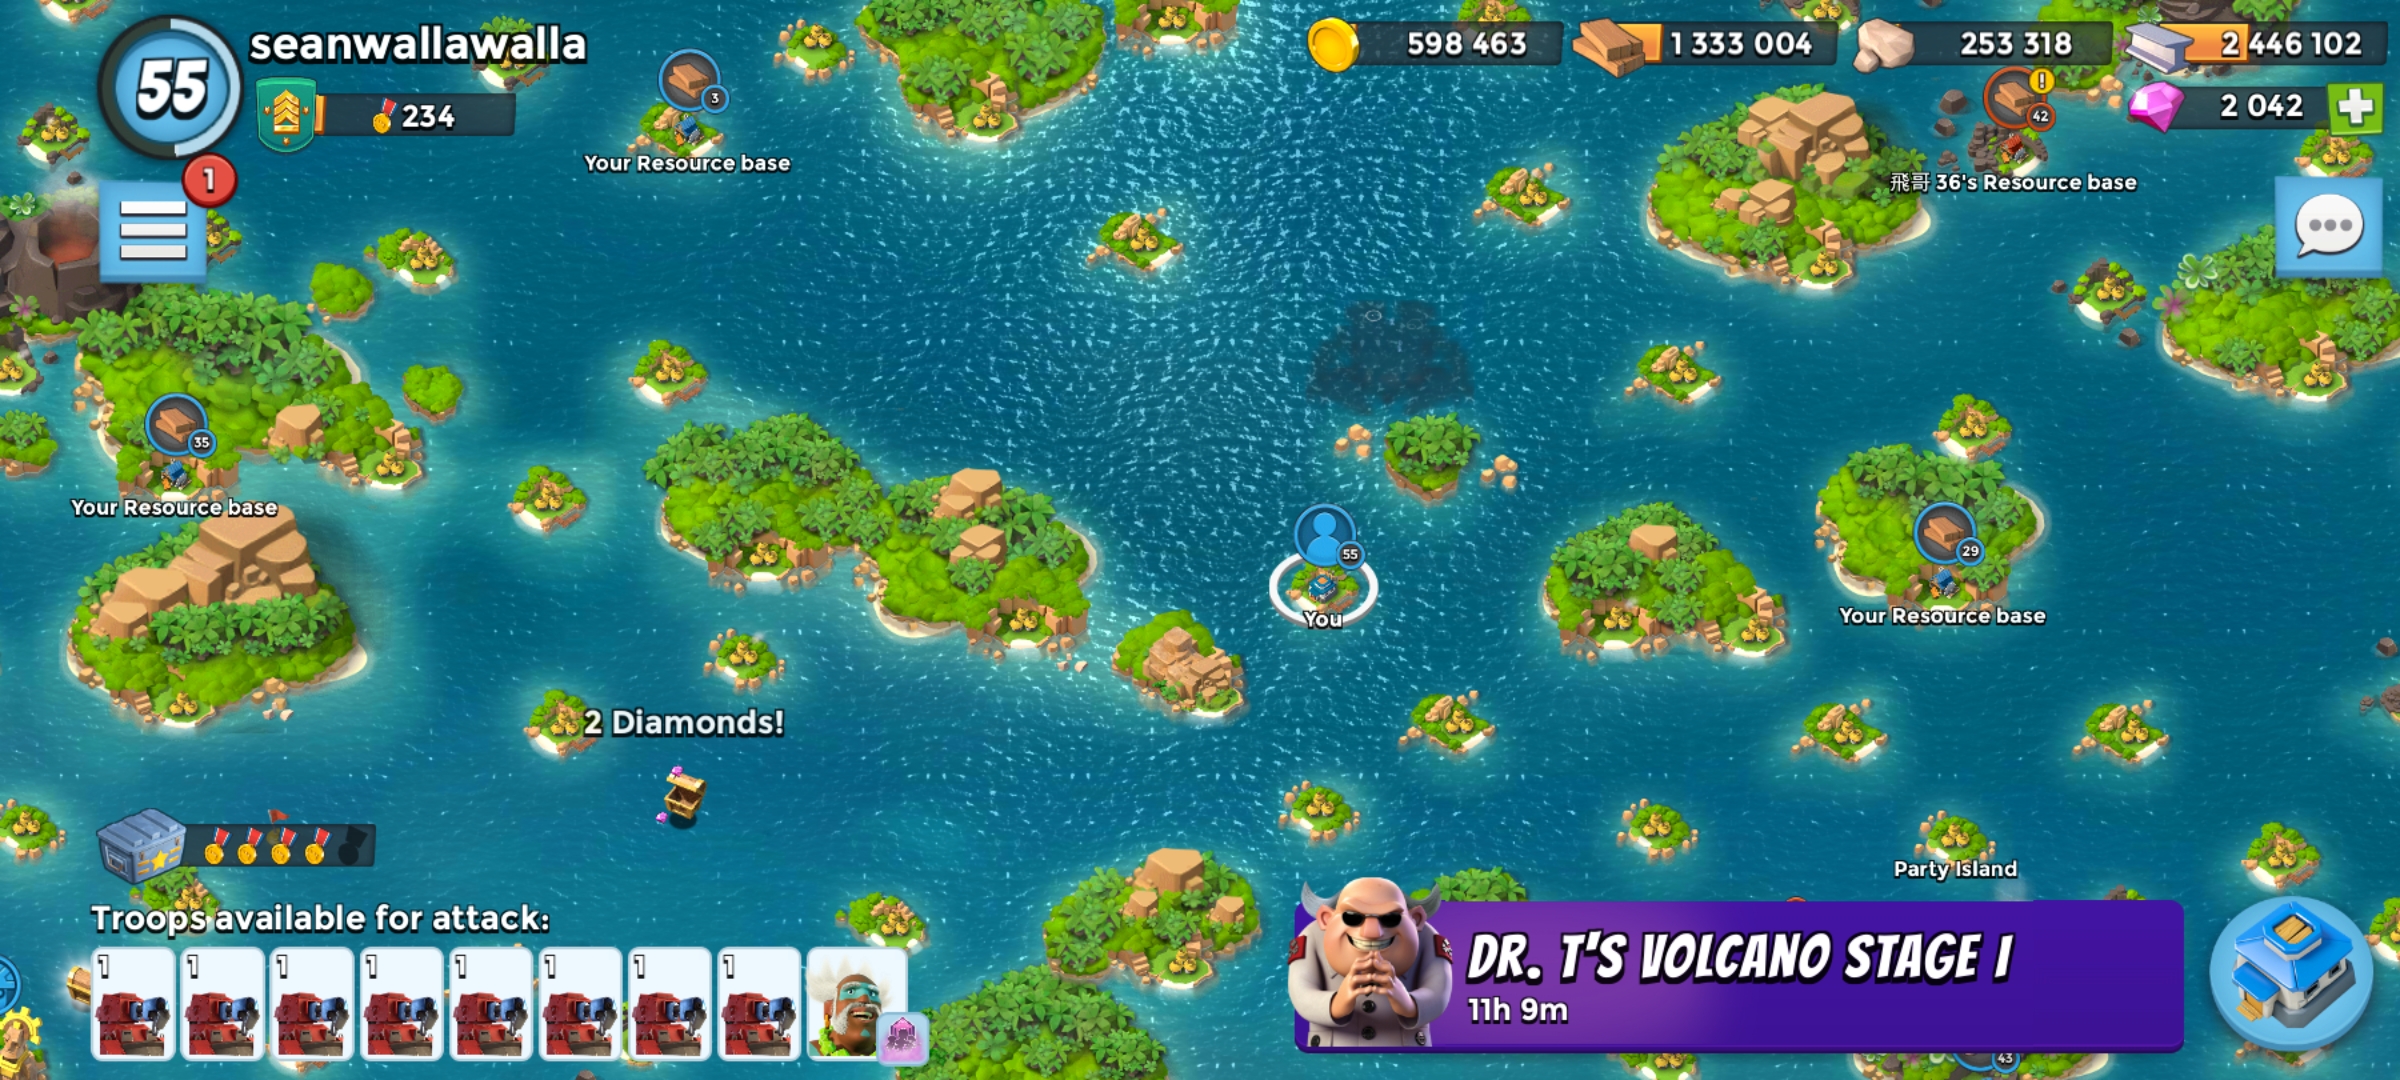 55
seanwallawalla
234
1
598 463
1 333 004
253 318
2 446 102
2 042
3
Your Resource base
!
42
飛哥 36's Resource base
35
Your Resource base
55
You
29
Your Resource base
2 Diamonds!
Party Island
Troops available for attack:
1
1
1
1
1
1
1
1
DR. T'S VOLCANO STAGE I
11h 9m
43